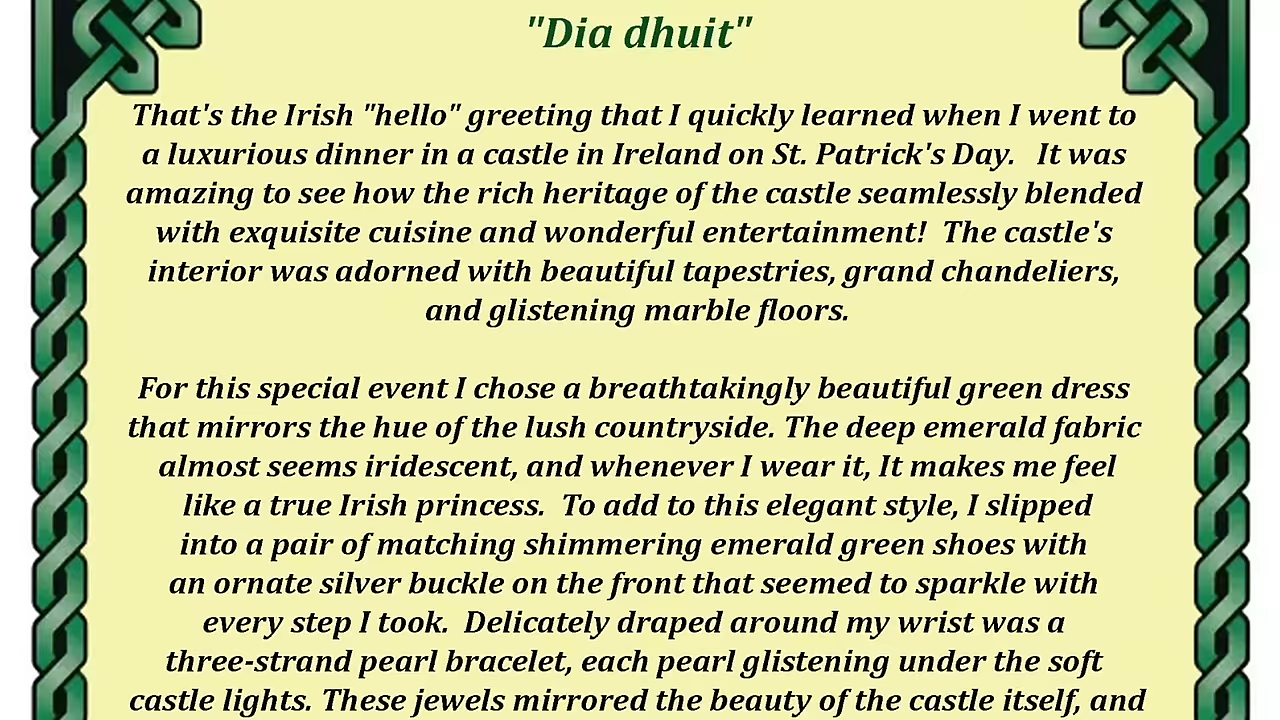 "Dia dhuit"
That's the Irish "hello" greeting that I quickly learned when I went to
a luxurious dinner in a castle in Ireland on St. Patrick's Day.   It was
amazing to see how the rich heritage of the castle seamlessly blended
with exquisite cuisine and wonderful entertainment!  The castle's
interior was adorned with beautiful tapestries, grand chandeliers,
and glistening marble floors.
For this special event I chose a breathtakingly beautiful green dress
that mirrors the hue of the lush countryside. The deep emerald fabric
almost seems iridescent, and whenever I wear it, It makes me feel
like a true Irish princess.  To add to this elegant style, I slipped
into a pair of matching shimmering emerald green shoes with
an ornate silver buckle on the front that seemed to sparkle with
every step I took.  Delicately draped around my wrist was a
three-strand pearl bracelet, each pearl glistening under the soft
castle lights. These jewels mirrored the beauty of the castle itself, and